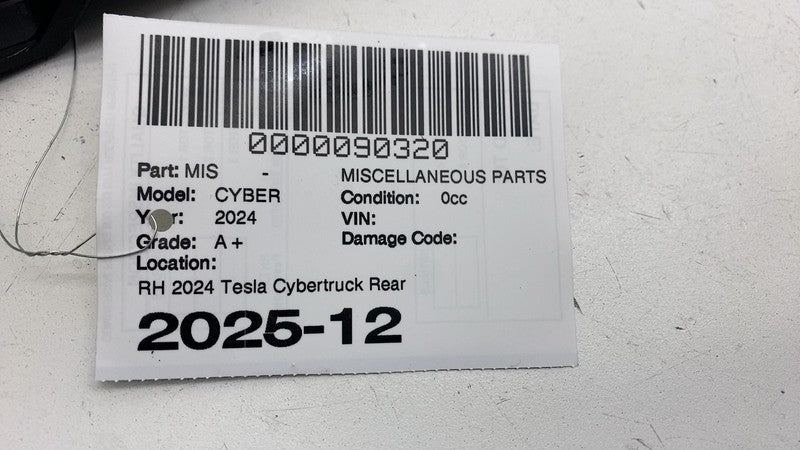 0000090320
Part: MIS - MISCELLANEOUS PARTS
Model: CYBER Condition: 0cc
Year: 2024 VIN:
Grade: A+ Damage Code:
Location:
RH 2024 Tesla Cybertruck Rear
2025-12